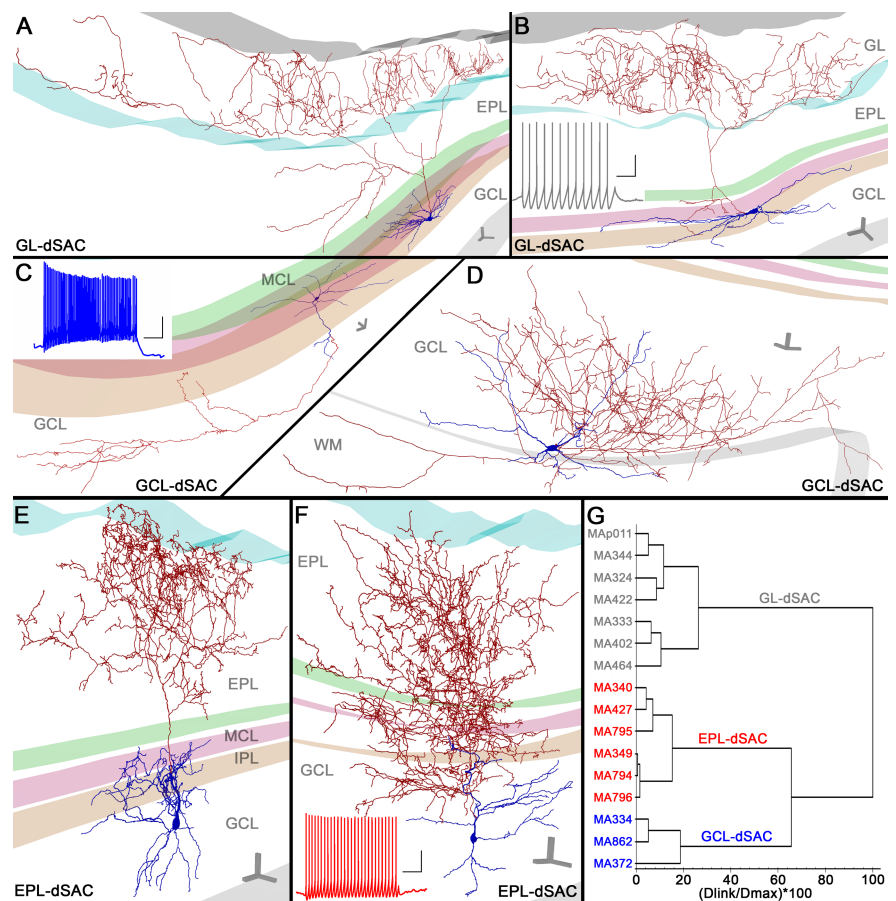 A
GL
EPL
GCL
GL-dSAC
B
GL
EPL
GCL
GL-dSAC
C
MCL
GCL
GCL-dSAC
D
GCL
WM
GCL-dSAC
E
EPL
MCL
IPL
GCL
EPL-dSAC
F
EPL
GCL
EPL-dSAC
G
MAp011
MA344
MA324
MA422
MA333
MA402
MA464
MA340
MA427
MA795
MA349
MA794
MA796
MA334
MA862
MA372
GL-dSAC
EPL-dSAC
GCL-dSAC
0 20 40 60 80 100
(Dlink/Dmax)*100